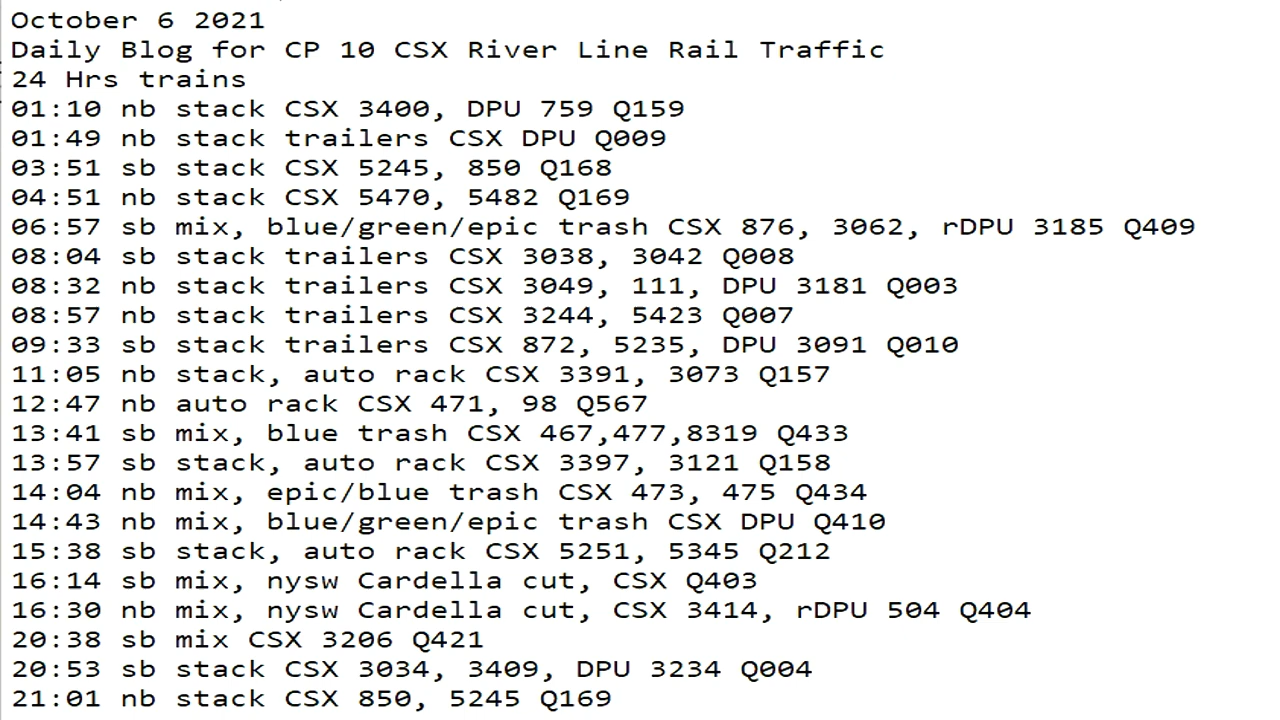 October 6 2021
Daily Blog for CP 10 CSX River Line Rail Traffic
24 Hrs trains
01:10 nb stack CSX 3400, DPU 759 Q159
01:49 nb stack trailers CSX DPU Q009
03:51 sb stack CSX 5245, 850 Q168
04:51 nb stack CSX 5470, 5482 Q169
06:57 sb mix, blue/green/epic trash CSX 876, 3062, rDPU 3185 Q409
08:04 sb stack trailers CSX 3038, 3042 Q008
08:32 nb stack trailers CSX 3049, 111, DPU 3181 Q003
08:57 nb stack trailers CSX 3244, 5423 Q007
09:33 sb stack trailers CSX 872, 5235, DPU 3091 Q010
11:05 nb stack, auto rack CSX 3391, 3073 Q157
12:47 nb auto rack CSX 471, 98 Q567
13:41 sb mix, blue trash CSX 467,477,8319 Q433
13:57 sb stack, auto rack CSX 3397, 3121 Q158
14:04 nb mix, epic/blue trash CSX 473, 475 Q434
14:43 nb mix, blue/green/epic trash CSX DPU Q410
15:38 sb stack, auto rack CSX 5251, 5345 Q212
16:14 sb mix, nysw Cardella cut, CSX Q403
16:30 nb mix, nysw Cardella cut, CSX 3414, rDPU 504 Q404
20:38 sb mix CSX 3206 Q421
20:53 sb stack CSX 3034, 3409, DPU 3234 Q004
21:01 nb stack CSX 850, 5245 Q169